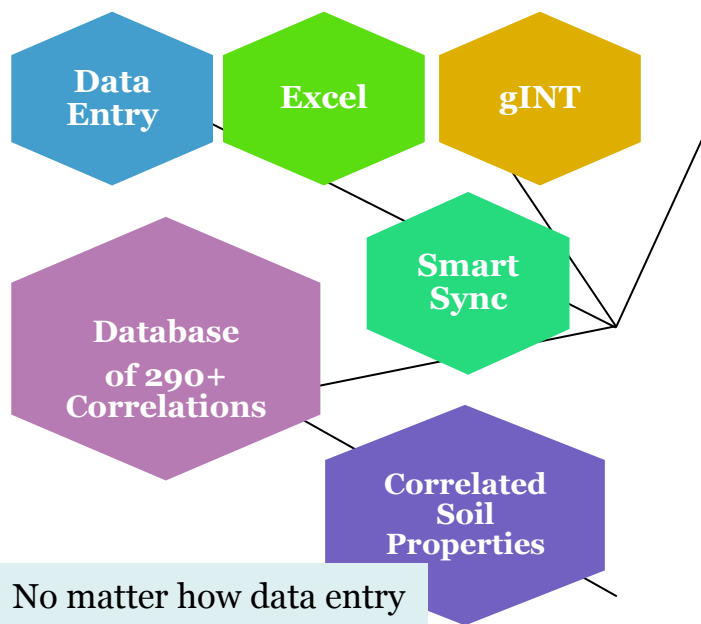 Data
Entry
Excel
gINT
Smart
Sync
Database
of 290+
Correlations
Correlated
Soil
Properties
No matter how data entry